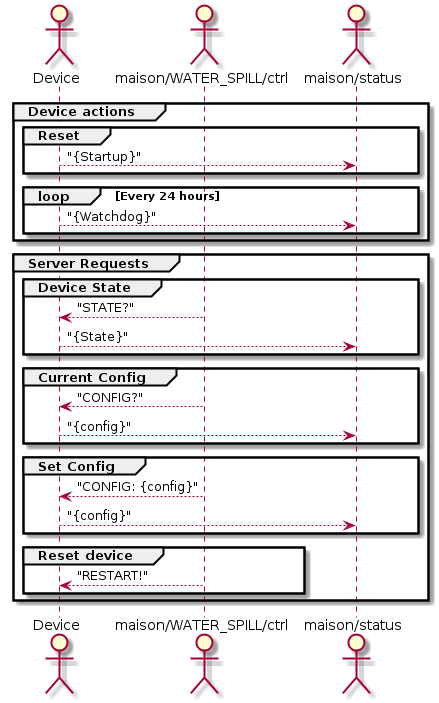 Device maison/WATER_SPILL/ctrl maison/status
Device actions
Reset
"{Startup}"
loop [Every 24 hours]
"{Watchdog}"
Server Requests
Device State
"STATE?"
"{State}"
Current Config
"CONFIG?"
"{config}"
Set Config
"CONFIG: {config}"
"{config}"
Reset device
"RESTART!"
Device maison/WATER_SPILL/ctrl maison/status